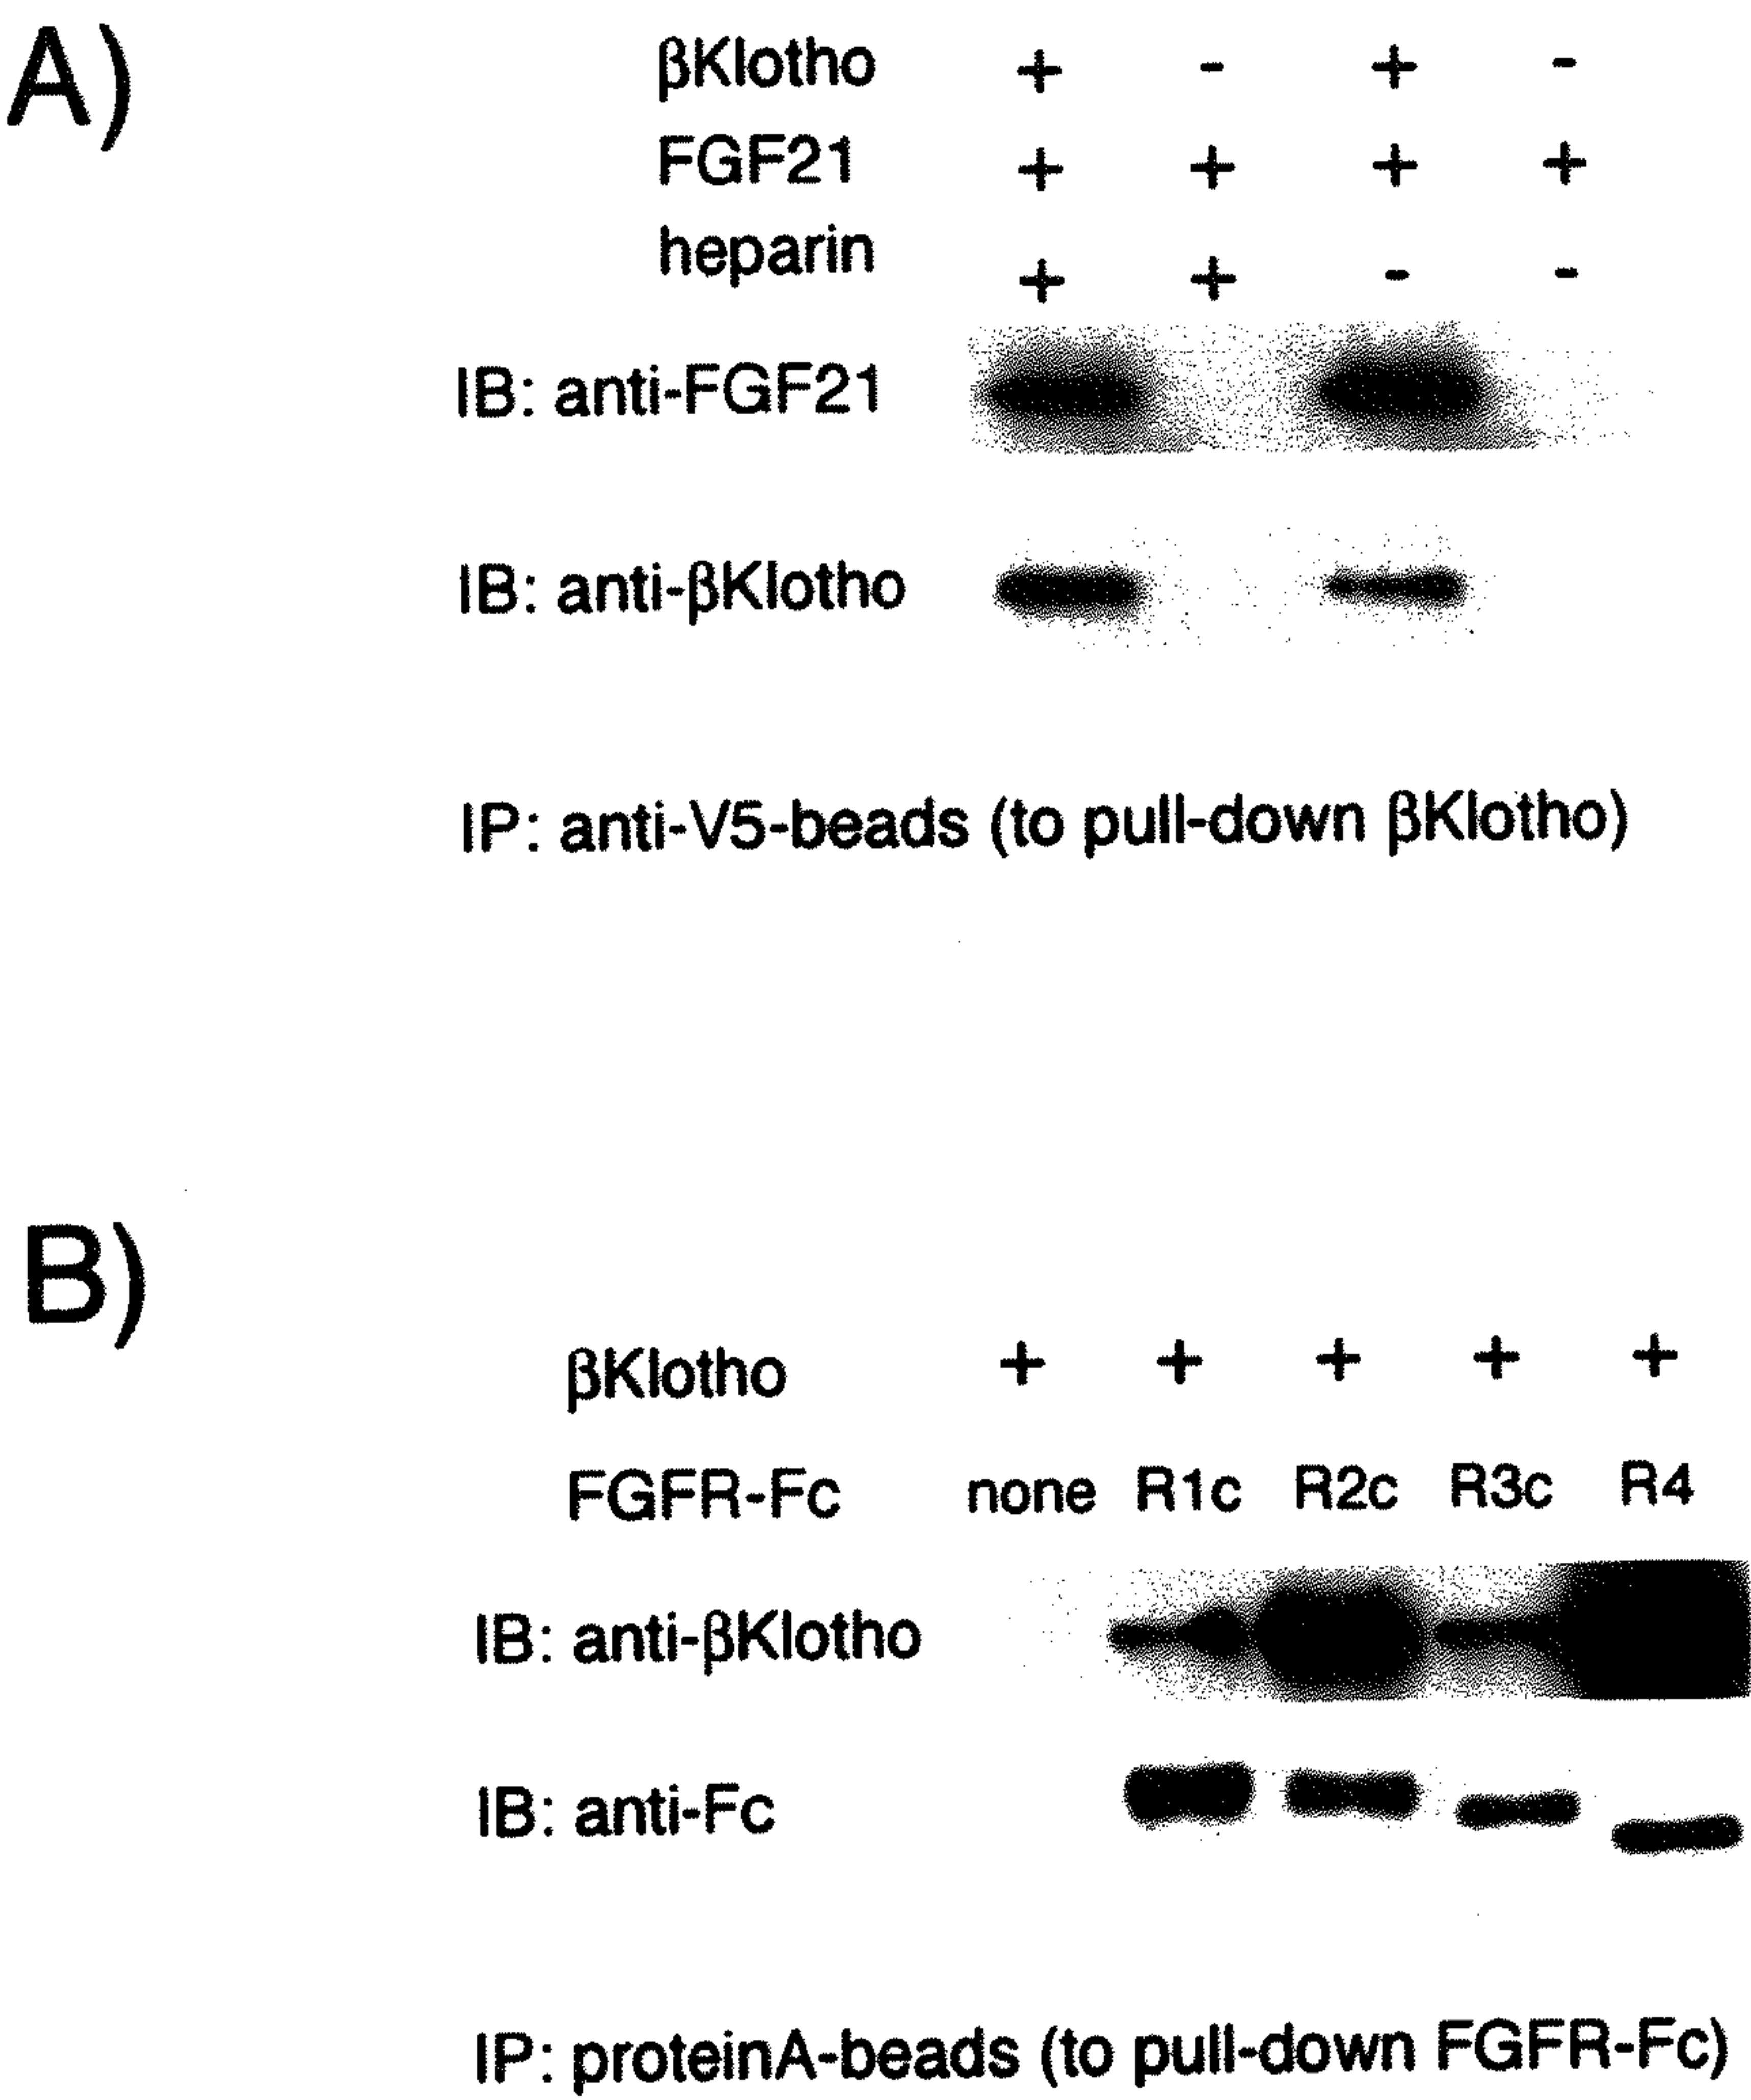 A)
βKlotho + - + -
FGF21 + + + +
heparin + + - -
IB: anti-FGF21
IB: anti-βKlotho
IP: anti-V5-beads (to pull-down βKlotho)
B)
βKlotho + + + + +
FGFR-Fc none R1c R2c R3c R4
IB: anti-βKlotho
IB: anti-Fc
IP: proteinA-beads (to pull-down FGFR-Fc)